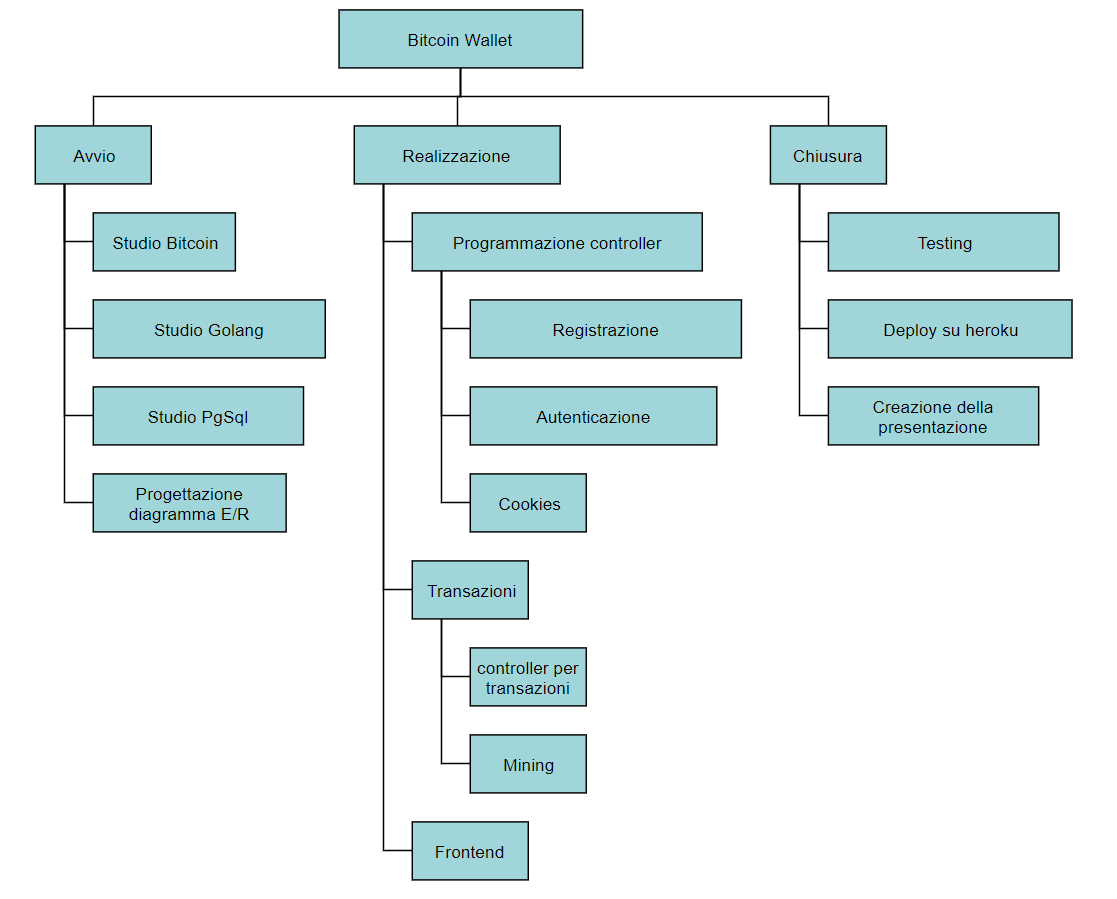 Bitcoin Wallet
Avvio
Studio Bitcoin
Studio Golang
Studio PgSql
Progettazione
diagramma E/R
Realizzazione
Programmazione controller
Registrazione
Autenticazione
Cookies
Transazioni
controller per
transazioni
Mining
Frontend
Chiusura
Testing
Deploy su heroku
Creazione della
presentazione